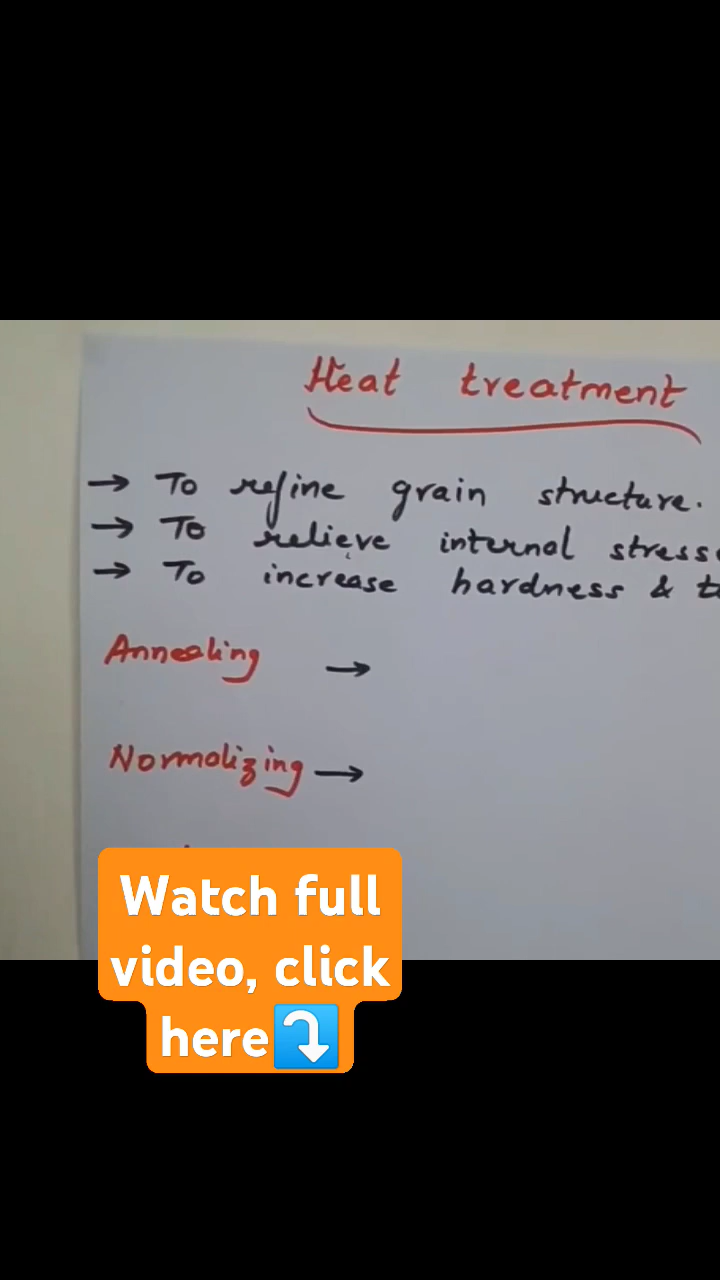 Heat treatment
→ To refine grain structure.
→ To relieve internal
→ To increase hardness &
Annealing →
Normalizing →
Watch full
video, click
here⤵